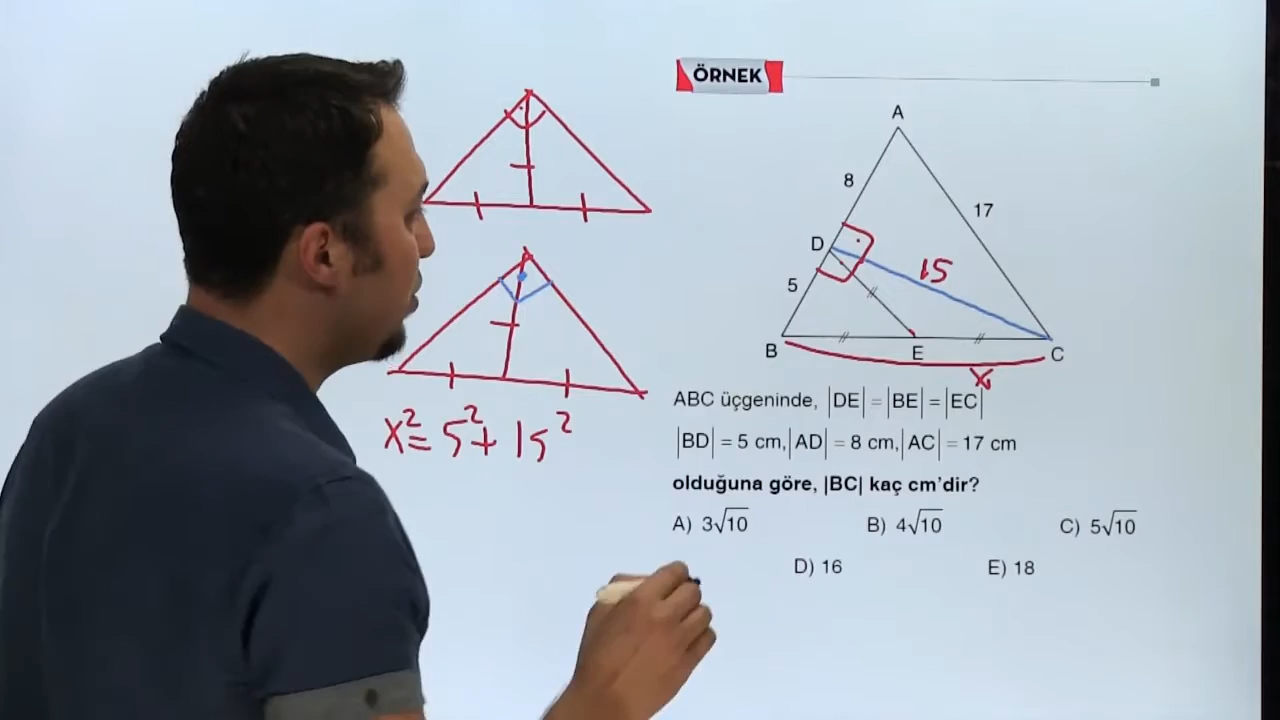 ÖRNEK
A
8
17
D
15
5
B
E
C
x
ABC üçgeninde, |DE| = |BE| = |EC|
|BD| = 5 cm, |AD| = 8 cm, |AC| = 17 cm
olduğuna göre, |BC| kaç cm'dir?
A) 3√10 B) 4√10 C) 5√10
D) 16 E) 18
x² = 5² + 15²